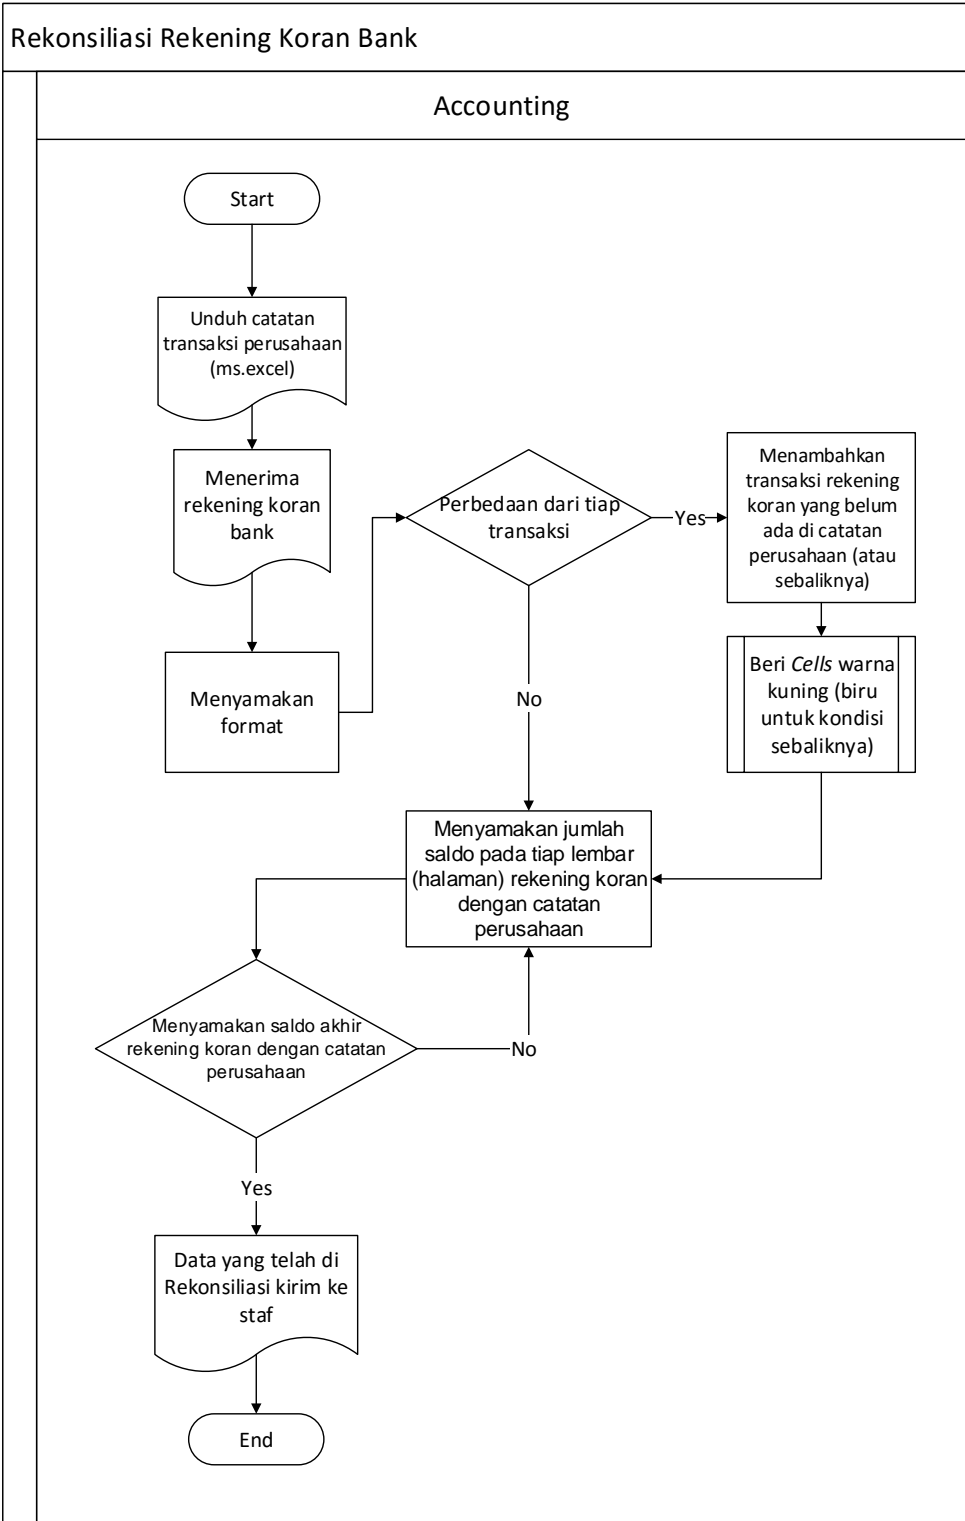 Rekonsiliasi Rekening Koran Bank
Accounting
Start
Unduh catatan
transaksi perusahaan
(ms.excel)
Menerima
rekening koran
bank
Menyamakan
format
Perbedaan dari tiap
transaksi
Yes
Menambahkan
transaksi rekening
koran yang belum
ada di catatan
perusahaan (atau
sebaliknya)
Beri Cells warna
kuning (biru
untuk kondisi
sebaliknya)
No
Menyamakan jumlah
saldo pada tiap lembar
(halaman) rekening koran
dengan catatan
perusahaan
Menyamakan saldo akhir
rekening koran dengan catatan
perusahaan
No
Yes
Data yang telah di
Rekonsiliasi kirim ke
staf
End